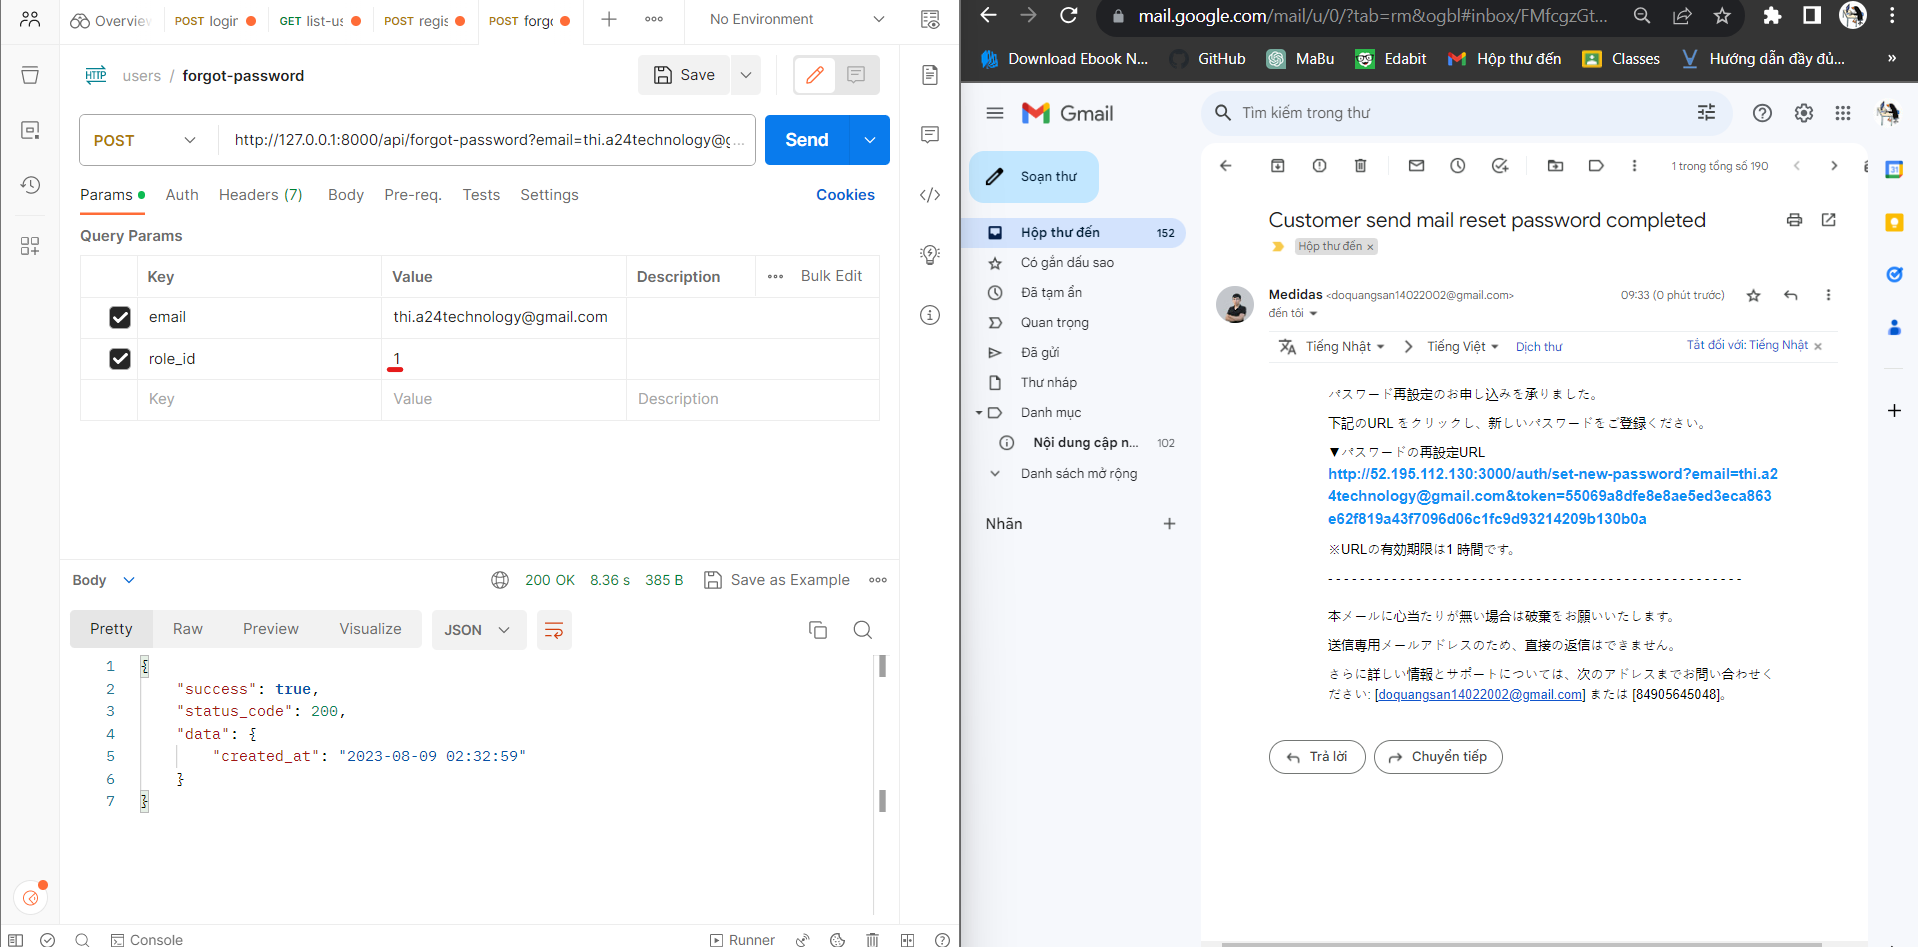 Overview
POST login
GET list-us
POST regis
POST forgo
No Environment
HTTP users / forgot-password
Save
POST
http://127.0.0.1:8000/api/forgot-password?email=thi.a24technology@g...
Send
Params
Auth
Headers (7)
Body
Pre-req.
Tests
Settings
Cookies
Query Params
Key
Value
Description
Bulk Edit
email
thi.a24technology@gmail.com
role_id
1
Key
Value
Description
Body
200 OK
8.36 s
385 B
Save as Example
Pretty
Raw
Preview
Visualize
JSON
1 {
2 "success": true,
3 "status_code": 200,
4 "data": {
5 "created_at": "2023-08-09 02:32:59"
6 }
7 }
Console
Runner
mail.google.com/mail/u/0/?tab=rm&ogbl#inbox/FMfcgzGt...
Download Ebook N...
GitHub
MaBu
Edabit
Hộp thư đến
Classes
Hướng dẫn đầy đủ...
»
Gmail
Tìm kiếm trong thư
Soạn thư
Hộp thư đến 152
Có gắn dấu sao
Đã tạm ẩn
Quan trọng
Đã gửi
Thư nháp
Danh mục
Nội dung cập n... 102
Danh sách mở rộng
Nhãn
1 trong tổng số 190
31
Customer send mail reset password completed
Hộp thư đến ×
Medidas <doquangsan14022002@gmail.com>
09:33 (0 phút trước)
đến tôi
Tiếng Nhật
Tiếng Việt
Dịch thư
Tắt đối với: Tiếng Nhật ×
パスワード再設定のお申し込みを承りました。
下記のURL をクリックし、新しいパスワードをご登録ください。
▼パスワードの再設定URL
http://52.195.112.130:3000/auth/set-new-password?email=thi.a2
4technology@gmail.com&token=55069a8dfe8e8ae5ed3eca863
e62f819a43f7096d06c1fc9d93214209b130b0a
※URLの有効期限は1 時間です。
- - - - - - - - - - - - - - - - - - - - - - - - - - - - - - - - - - - - - - - - - - - - - - - - - - - -
本メールに心当たりが無い場合は破棄をお願いいたします。
送信専用メールアドレスのため、直接の返信はできません。
さらに詳しい情報とサポートについては、次のアドレスまでお問い合わせく
ださい: [doquangsan14022002@gmail.com] または [84905645048]。
Trả lời
Chuyển tiếp